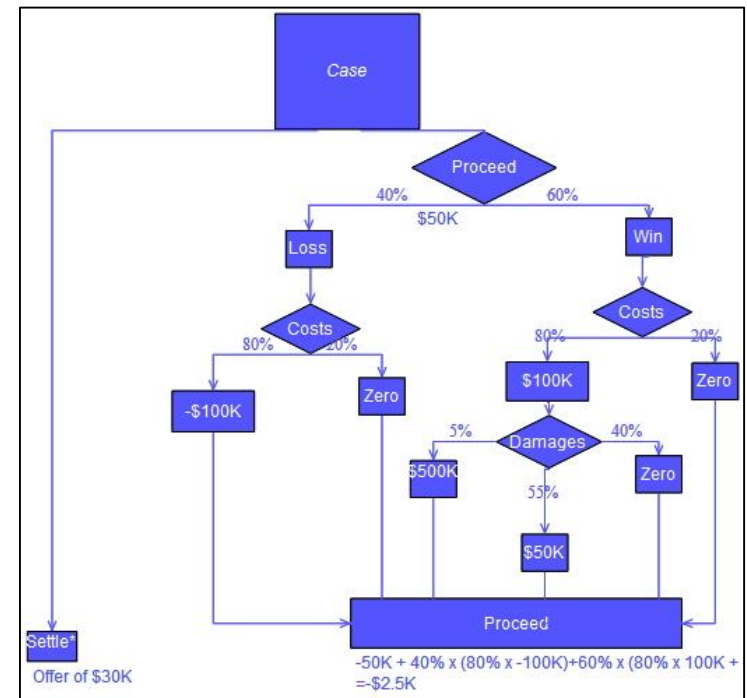 Case
Proceed
40%
60%
$50K
Loss
Win
Costs
Costs
80%
20%
80%
20%
-$100K
Zero
$100K
Zero
5%
Damages
40%
$500K
Zero
55%
$50K
Proceed
Settle*
Offer of $30K
-50K + 40% x (80% x -100K)+60% x (80% x 100K +
=-$2.5K